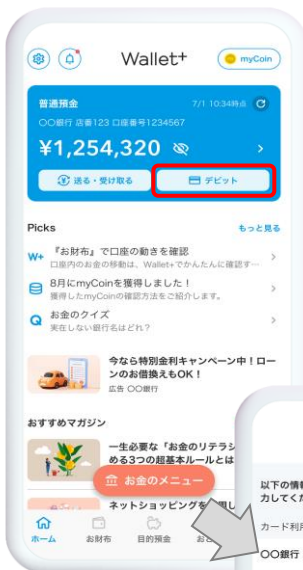 Wallet+
myCoin
普通預金
7/1 10:34時点
〇〇銀行 店番123 口座番号1234567
¥1,254,320
送る・受け取る
デビット
Picks
もっと見る
W+ 『お財布』で口座の動きを確認
口座内のお金の移動は、Wallet+でかんたんに確認す…
8月にmyCoinを獲得しました！
獲得したmyCoinの確認方法をご紹介します。
お金のクイズ
実在しない銀行名はどれ？
今なら特別金利キャンペーン中！ロー
ンのお借換えもOK！
広告 〇〇銀行
おすすめマガジン
一生必要な「お金のリテラシ
める3つの超基本ルールとは
お金のメニュー
ネットショッピングを
ホーム
お財布
目的預金
以下の情報
力してくだ
カード利用
〇〇銀行